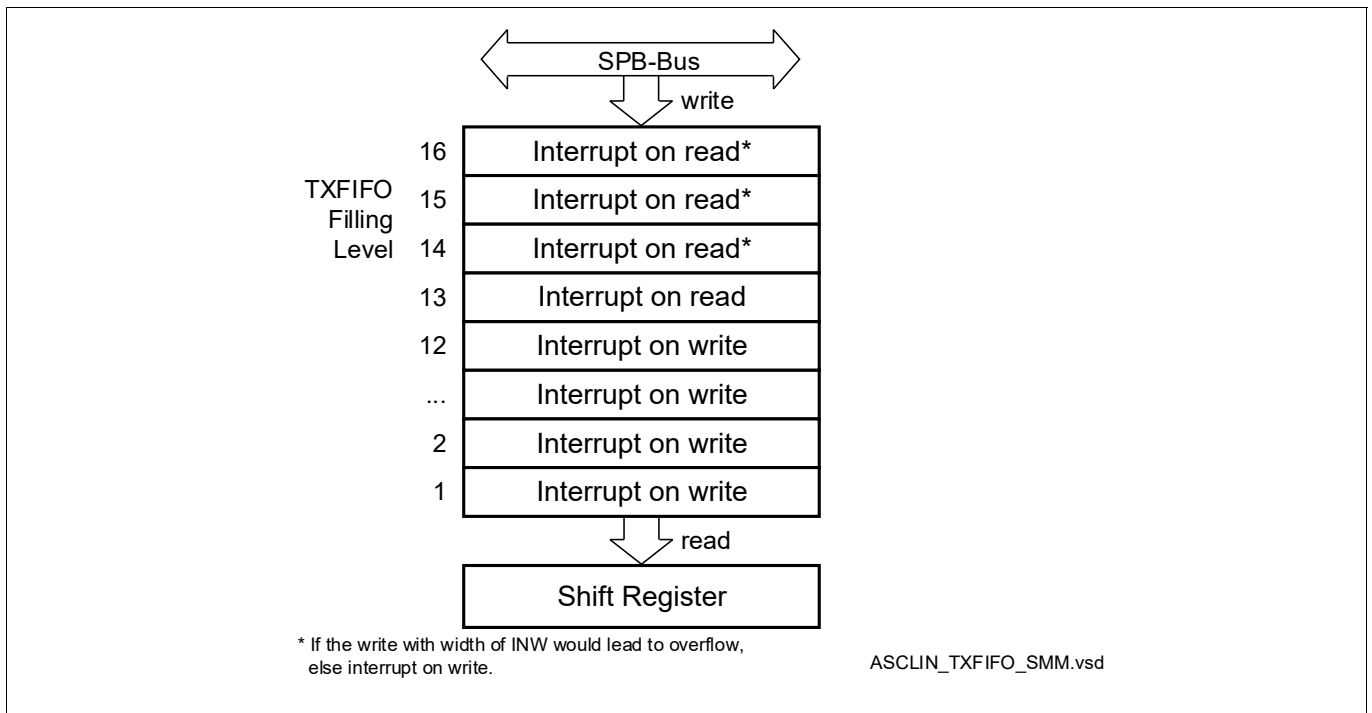 SPB-Bus
write
16 Interrupt on read*
TXFIFO
Filling
Level
15 Interrupt on read*
14 Interrupt on read*
13 Interrupt on read
12 Interrupt on write
... Interrupt on write
2 Interrupt on write
1 Interrupt on write
read
Shift Register
* If the write with width of INW would lead to overflow,
else interrupt on write.
ASCLIN_TXFIFO_SMM.vsd